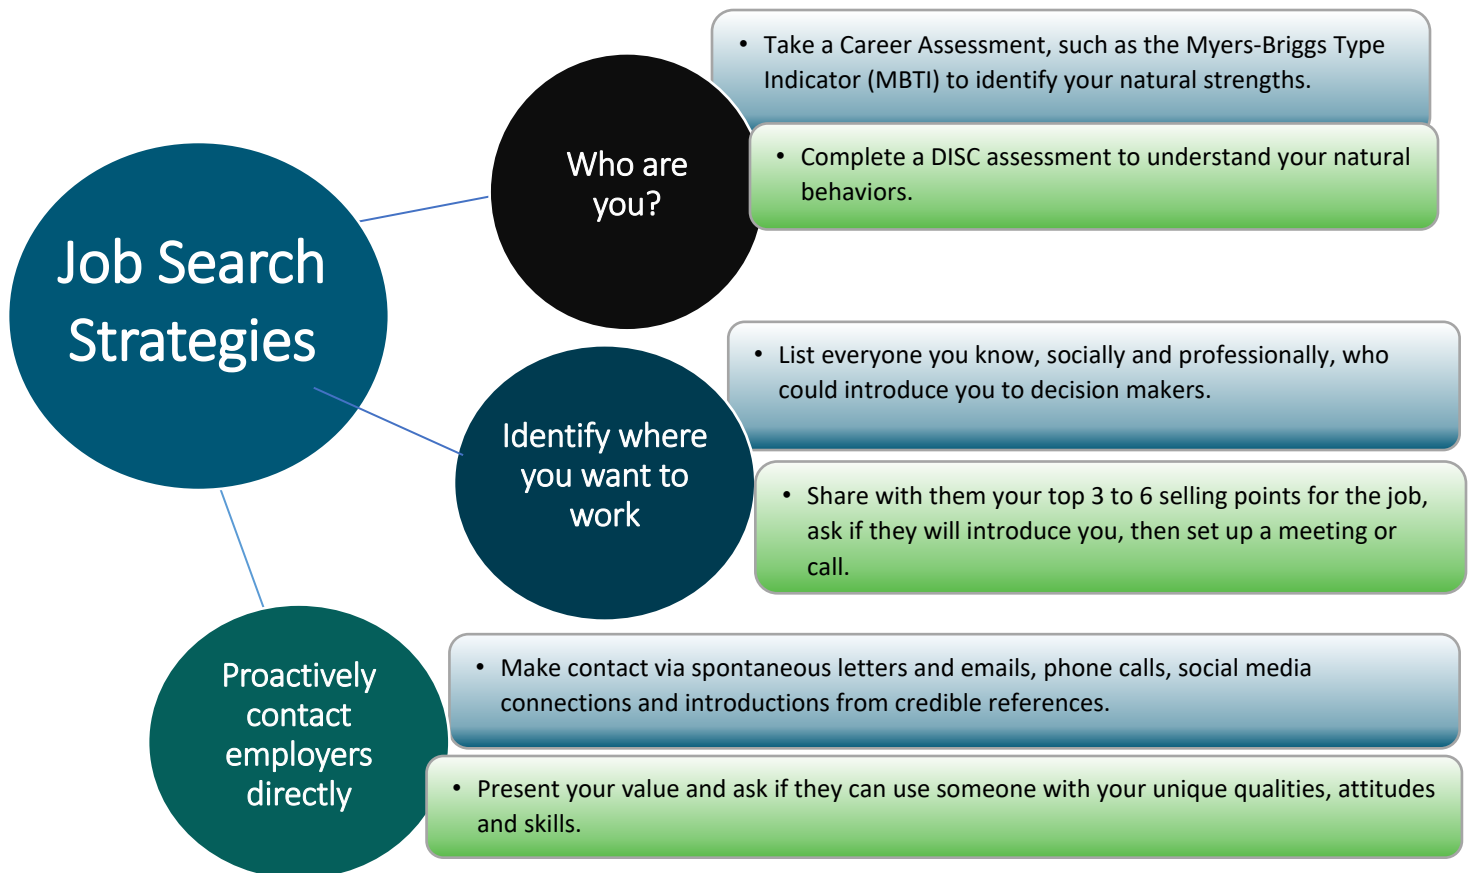 Job Search
Strategies
Who are
you?
• Take a Career Assessment, such as the Myers-Briggs Type
Indicator (MBTI) to identify your natural strengths.
• Complete a DISC assessment to understand your natural
behaviors.
Identify where
you want to
work
• List everyone you know, socially and professionally, who
could introduce you to decision makers.
• Share with them your top 3 to 6 selling points for the job,
ask if they will introduce you, then set up a meeting or
call.
Proactively
contact
employers
directly
• Make contact via spontaneous letters and emails, phone calls, social media
connections and introductions from credible references.
• Present your value and ask if they can use someone with your unique qualities, attitudes
and skills.